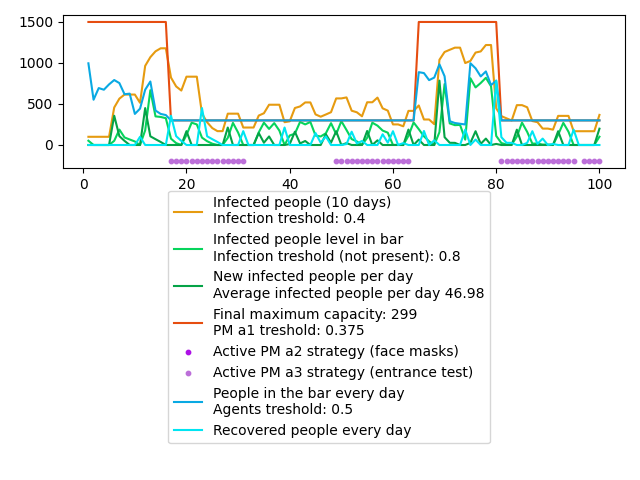 1500
1000
500
0
0 20 40 60 80 100
Infected people (10 days)
Infection treshold: 0.4
Infected people level in bar
Infection treshold (not present): 0.8
New infected people per day
Average infected people per day 46.98
Final maximum capacity: 299
PM a1 treshold: 0.375
Active PM a2 strategy (face masks)
Active PM a3 strategy (entrance test)
People in the bar every day
Agents treshold: 0.5
Recovered people every day